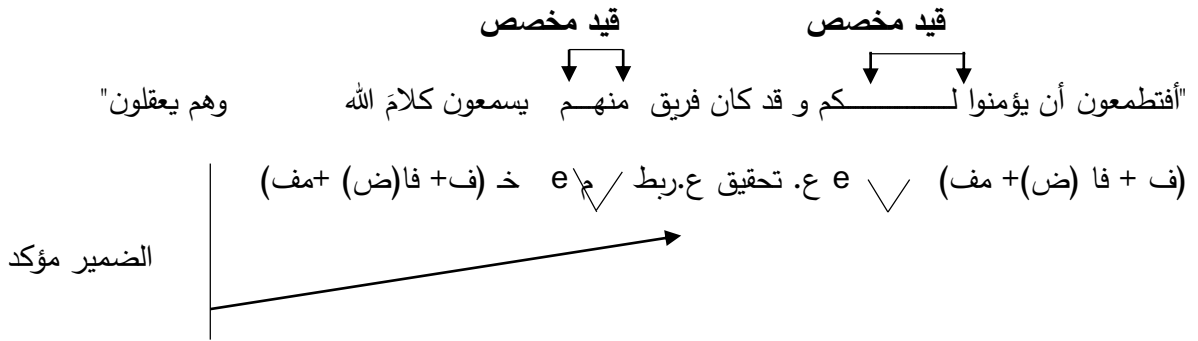 قيد مخصص قيد مخصص
"أفتطمعون أن يؤمنوا لـــــــكم و قد كان فريق منهــم يسمعون كلامَ الله وهم يعقلون"
(ف + فا (ض)+ مف) e ع. تحقيق ع.ربط م e خـ (ف+ فا(ض) +مف)
الضمير مؤكد